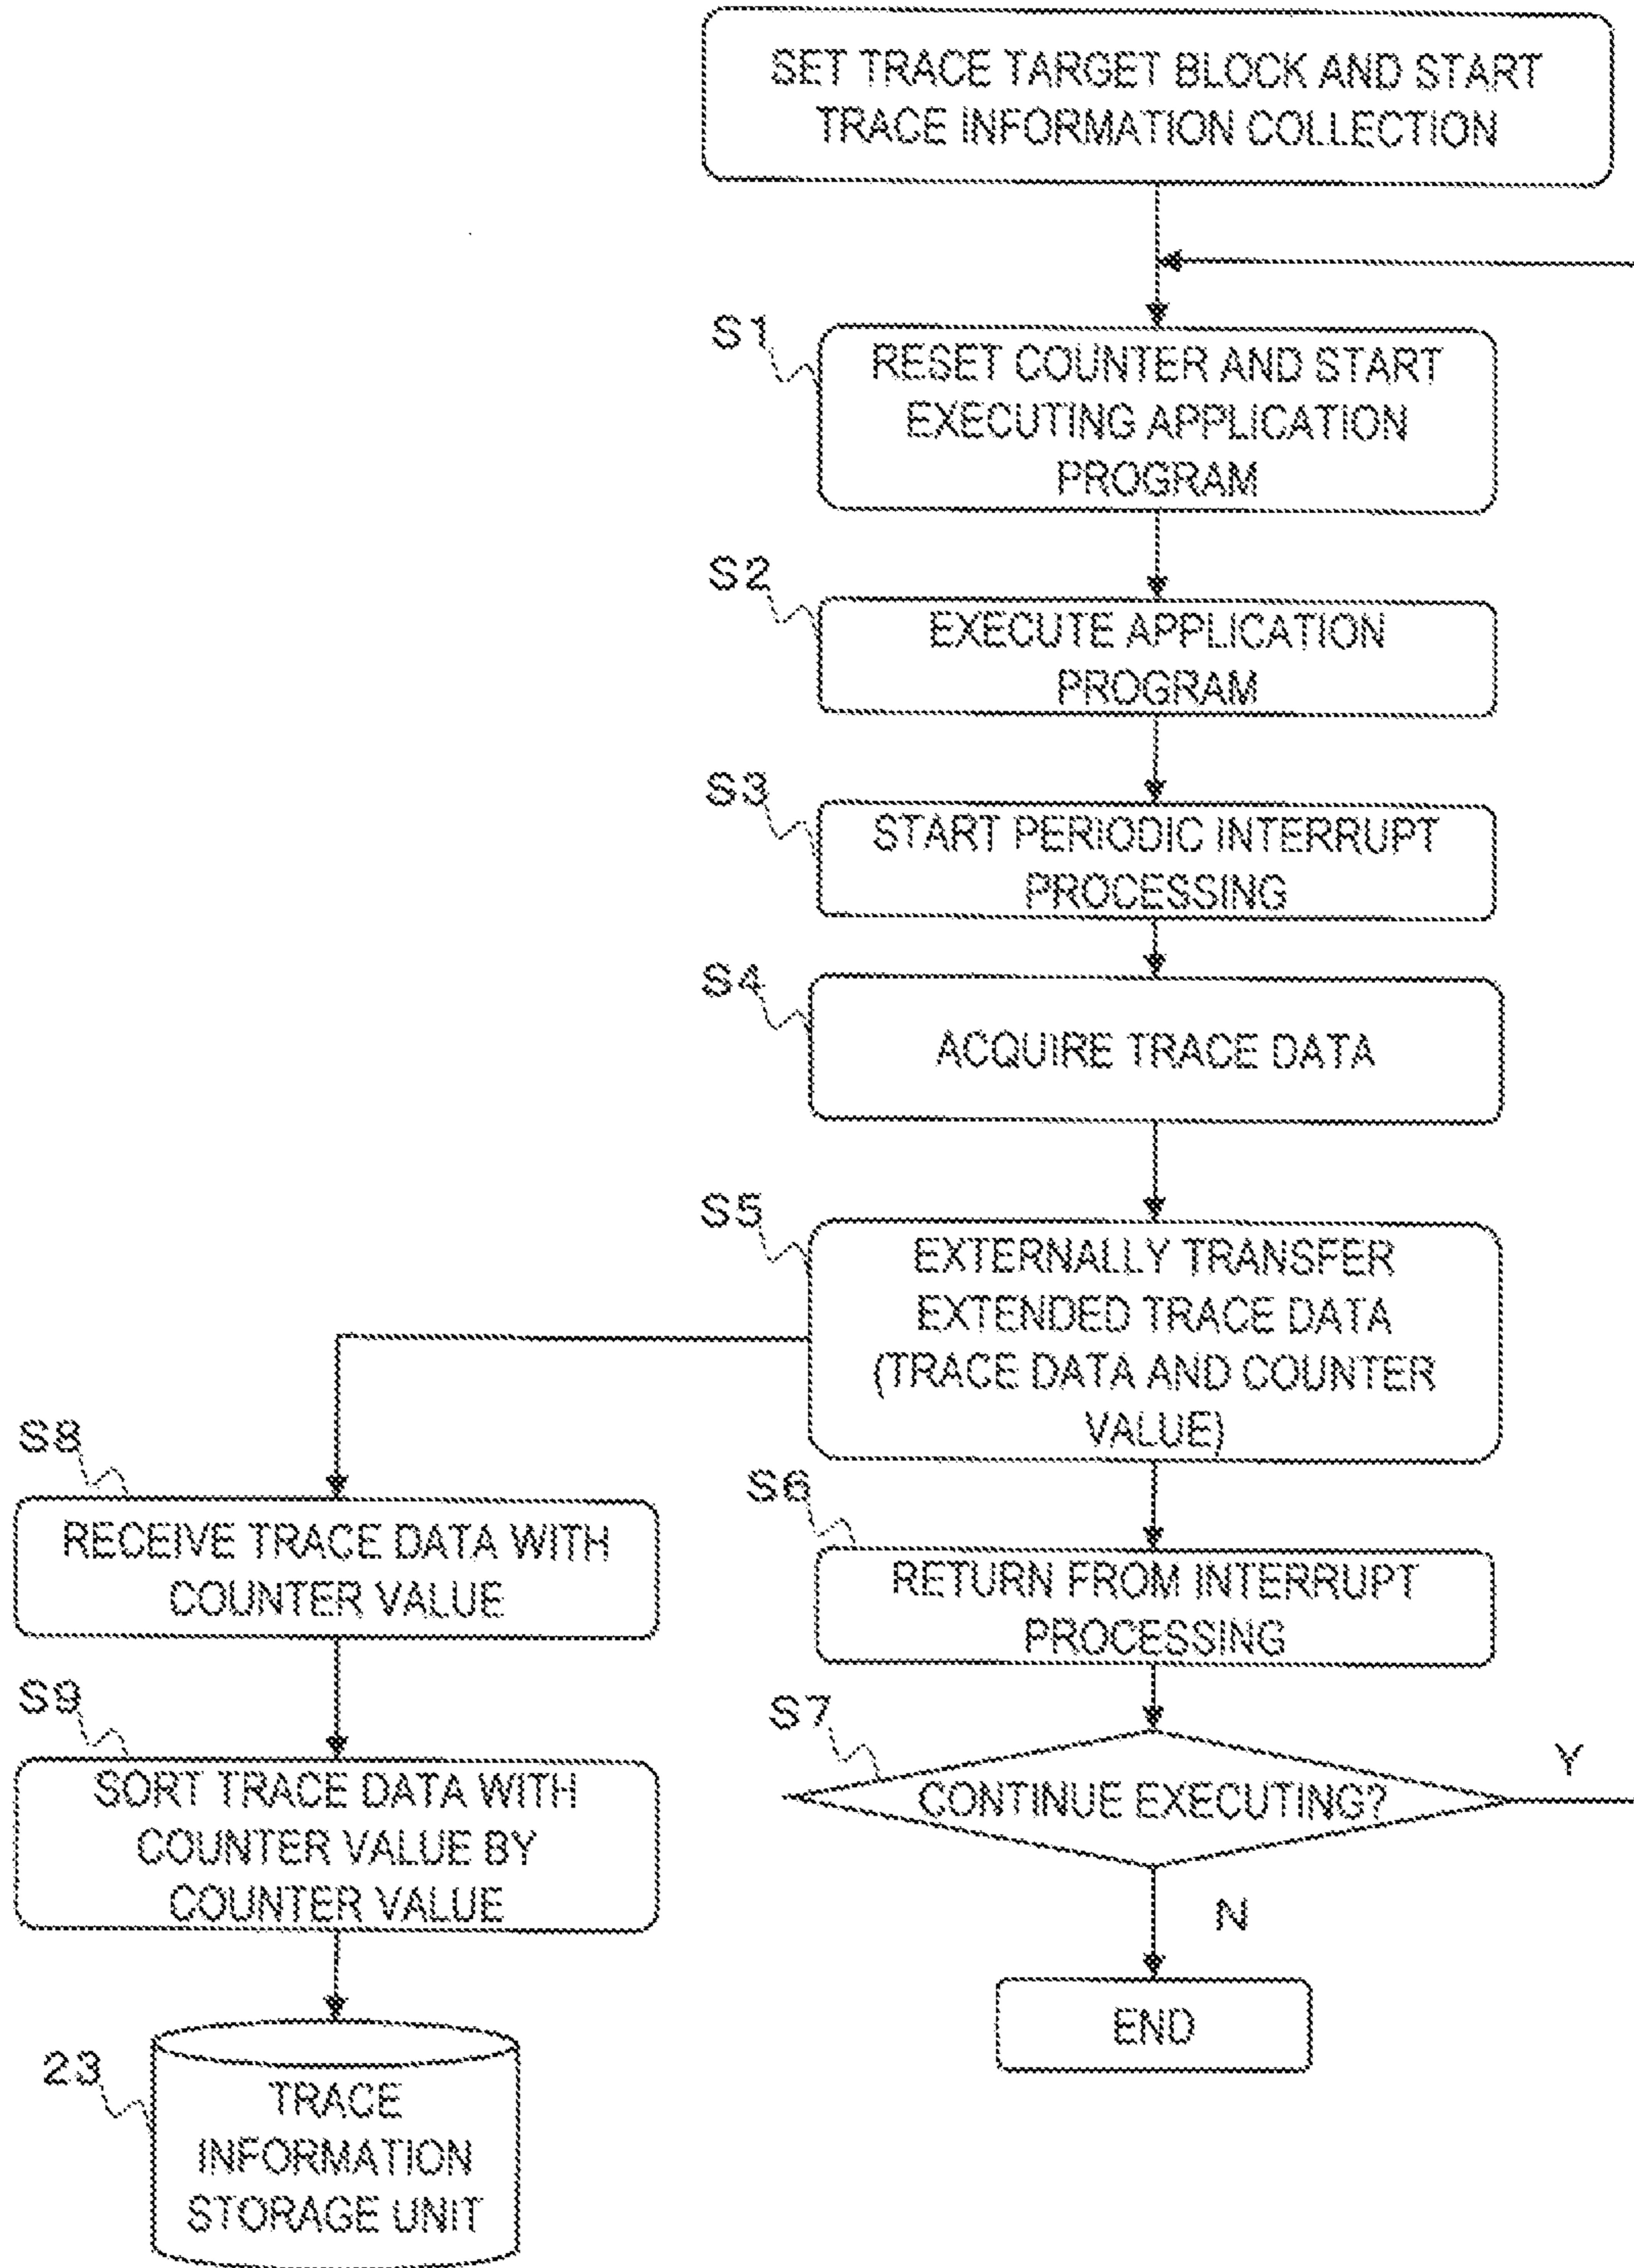 SET TRACE TARGET BLOCK AND START
TRACE INFORMATION COLLECTION
S1
RESET COUNTER AND START
EXECUTING APPLICATION
PROGRAM
S2
EXECUTE APPLICATION
PROGRAM
S3
START PERIODIC INTERRUPT
PROCESSING
S4
ACQUIRE TRACE DATA
S5
EXTERNALLY TRANSFER
EXTENDED TRACE DATA
(TRACE DATA AND COUNTER
VALUE)
S6
RETURN FROM INTERRUPT
PROCESSING
S7
CONTINUE EXECUTING?
Y
N
END
S8
RECEIVE TRACE DATA WITH
COUNTER VALUE
S9
SORT TRACE DATA WITH
COUNTER VALUE BY
COUNTER VALUE
23
TRACE
INFORMATION
STORAGE UNIT